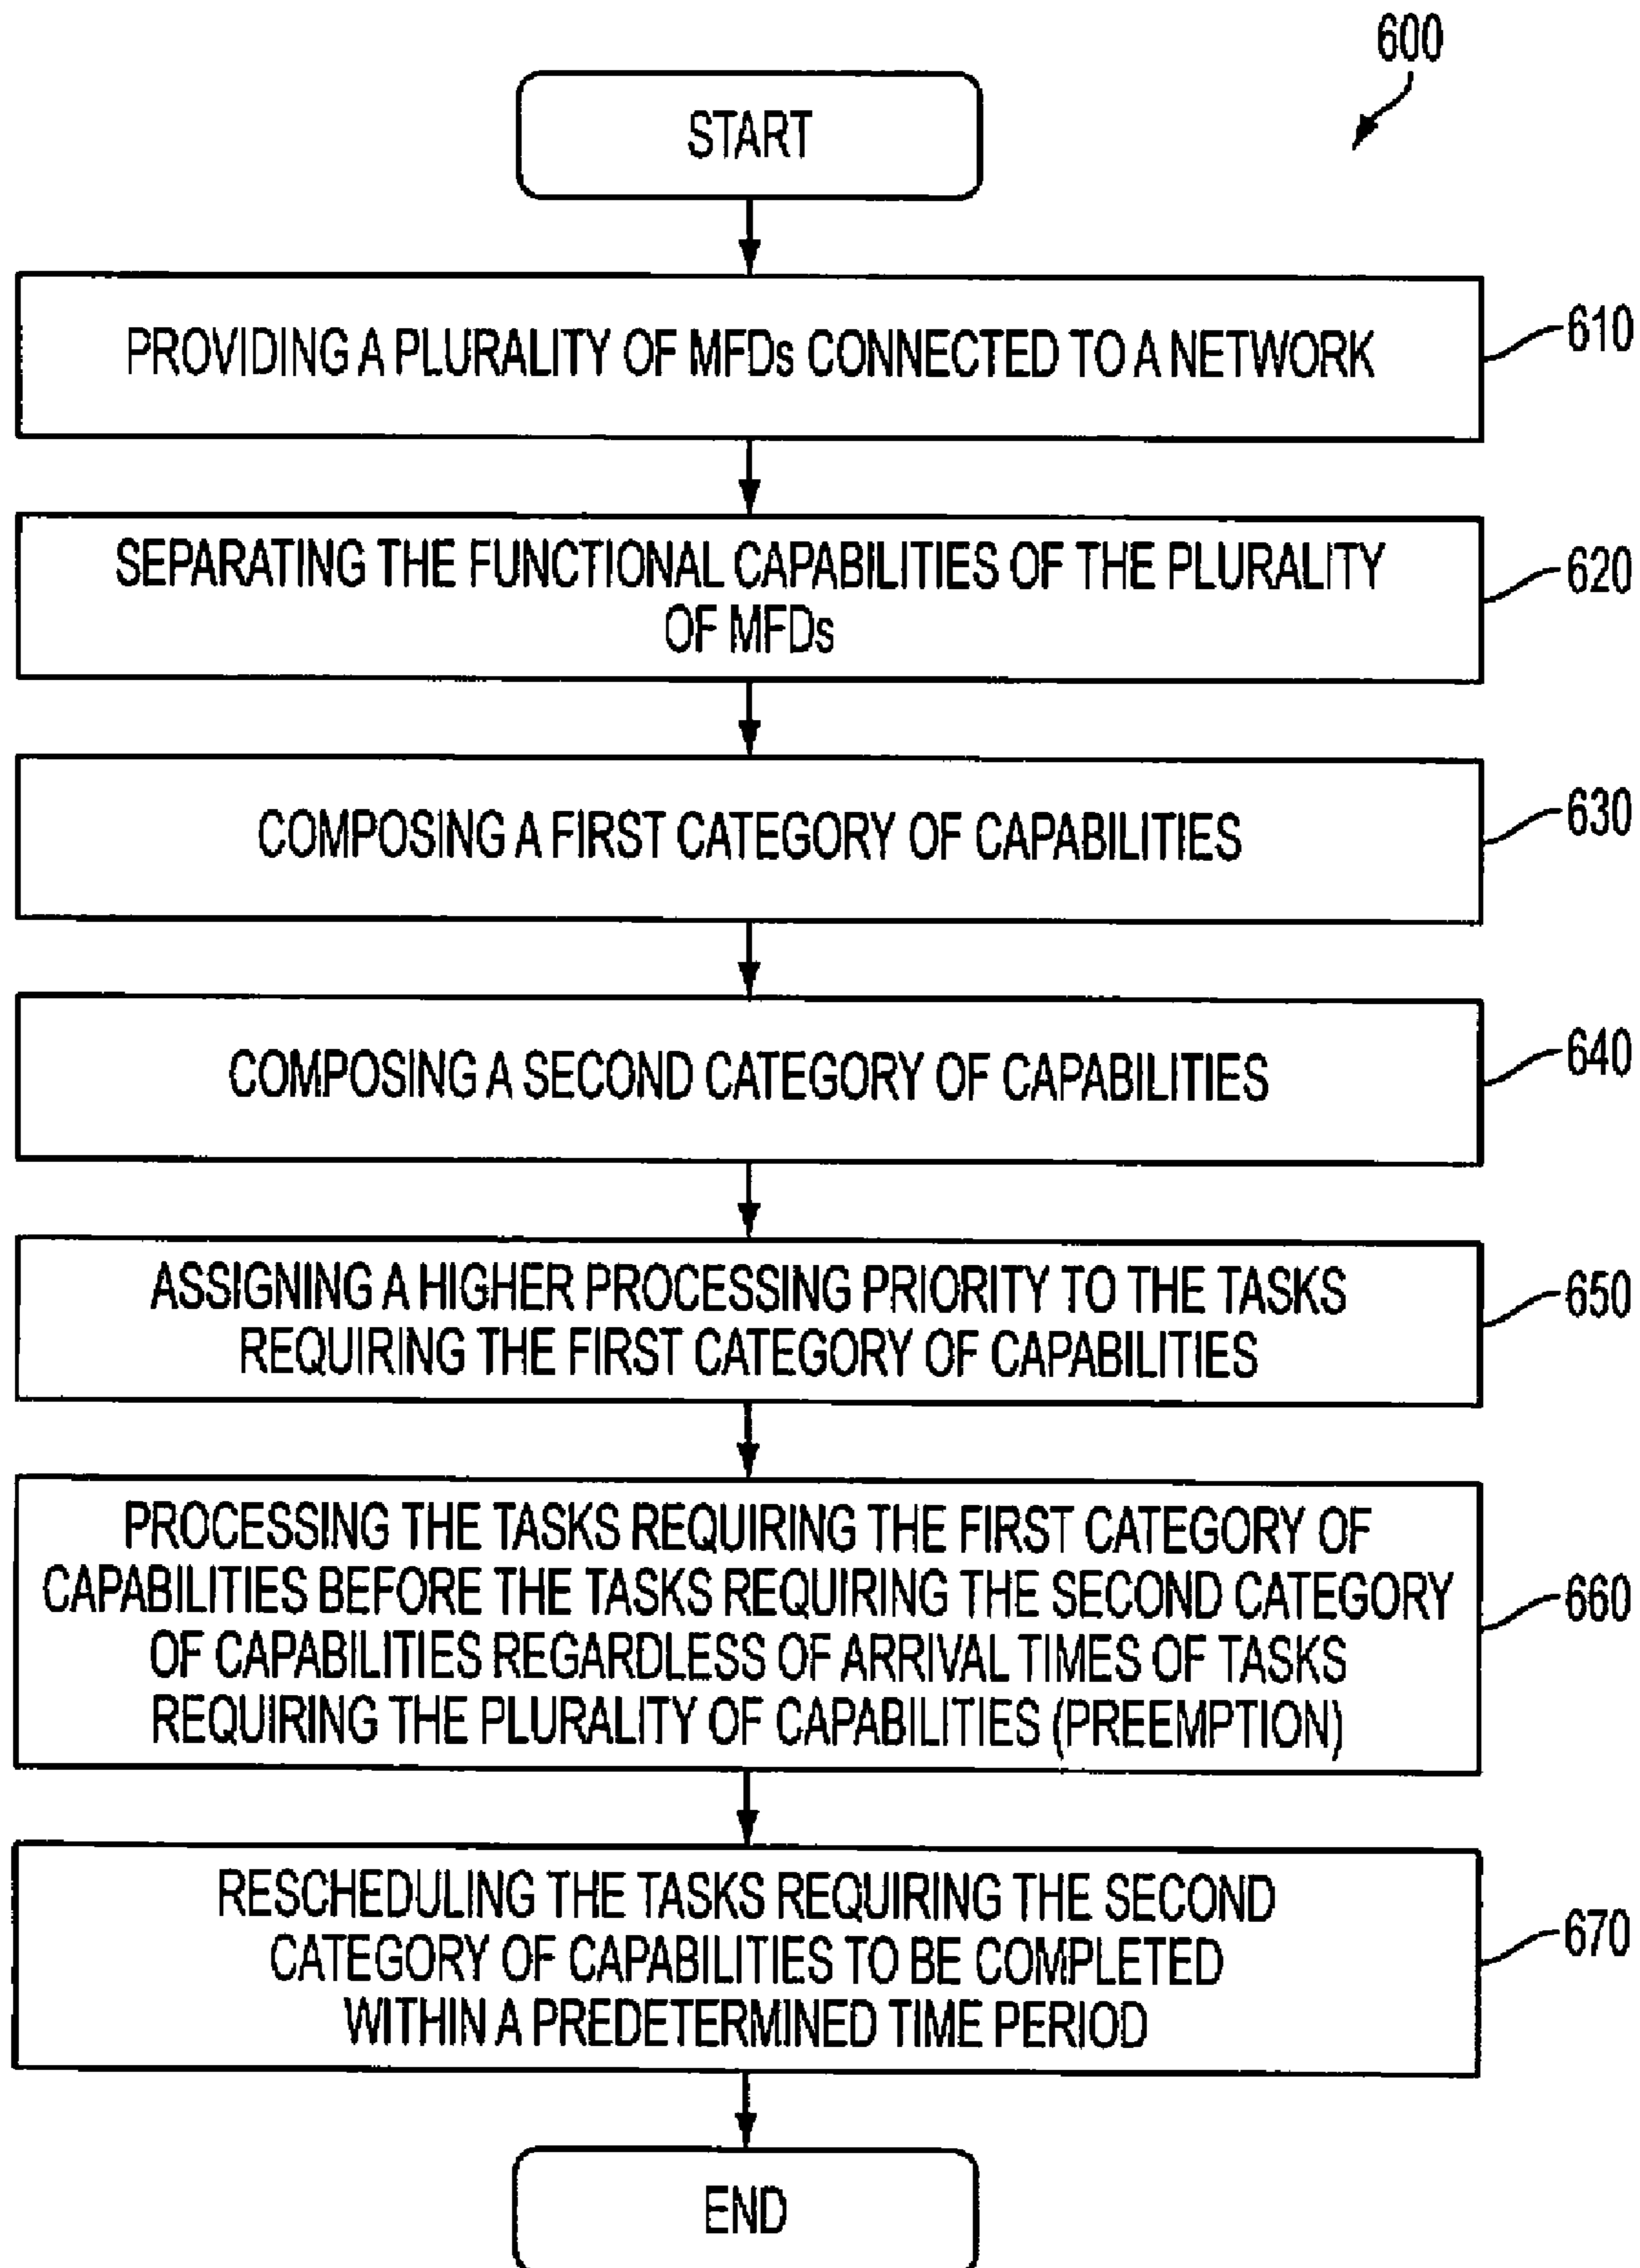 600
START
PROVIDING A PLURALITY OF MFDs CONNECTED TO A NETWORK
610
SEPARATING THE FUNCTIONAL CAPABILITIES OF THE PLURALITY
OF MFDs
620
COMPOSING A FIRST CATEGORY OF CAPABILITIES
630
COMPOSING A SECOND CATEGORY OF CAPABILITIES
640
ASSIGNING A HIGHER PROCESSING PRIORITY TO THE TASKS
REQUIRING THE FIRST CATEGORY OF CAPABILITIES
650
PROCESSING THE TASKS REQUIRING THE FIRST CATEGORY OF
CAPABILITIES BEFORE THE TASKS REQUIRING THE SECOND CATEGORY
OF CAPABILITIES REGARDLESS OF ARRIVAL TIMES OF TASKS
REQUIRING THE PLURALITY OF CAPABILITIES (PREEMPTION)
660
RESCHEDULING THE TASKS REQUIRING THE SECOND
CATEGORY OF CAPABILITIES TO BE COMPLETED
WITHIN A PREDETERMINED TIME PERIOD
670
END